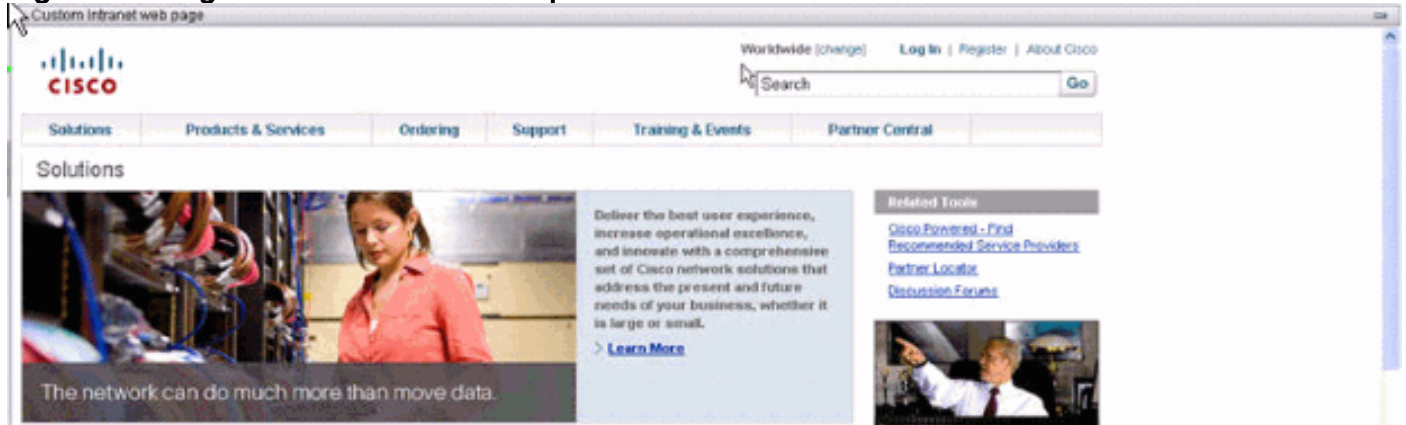 Custom Intranet web page
CISCO
Worldwide [change] Log In | Register | About Cisco
Search Go
Solutions Products & Services Ordering Support Training & Events Partner Central
Solutions
The network can do much more than move data.
Deliver the best user experience,
increase operational excellence,
and innovate with a comprehensive
set of Cisco network solutions that
address the present and future
needs of your business, whether it
is large or small.
Learn More
Related Tools
Cisco Powered - Find
Recommended Service Providers
Partner Locator
Discussion Forums